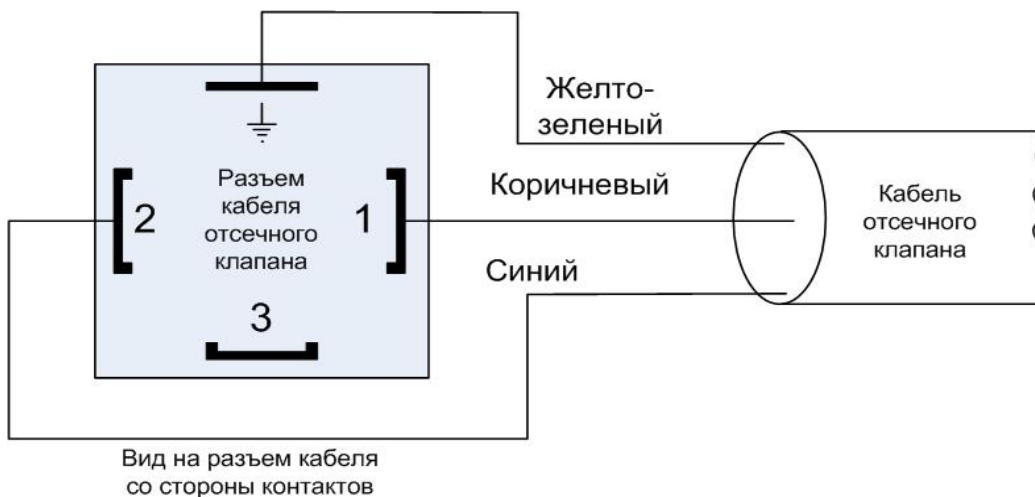 Желто-
зеленый
Коричневый
Синий
2
Разъем
кабеля
отсечного
клапана
1
3
Кабель
отсечного
клапана
Вид на разъем кабеля
со стороны контактов